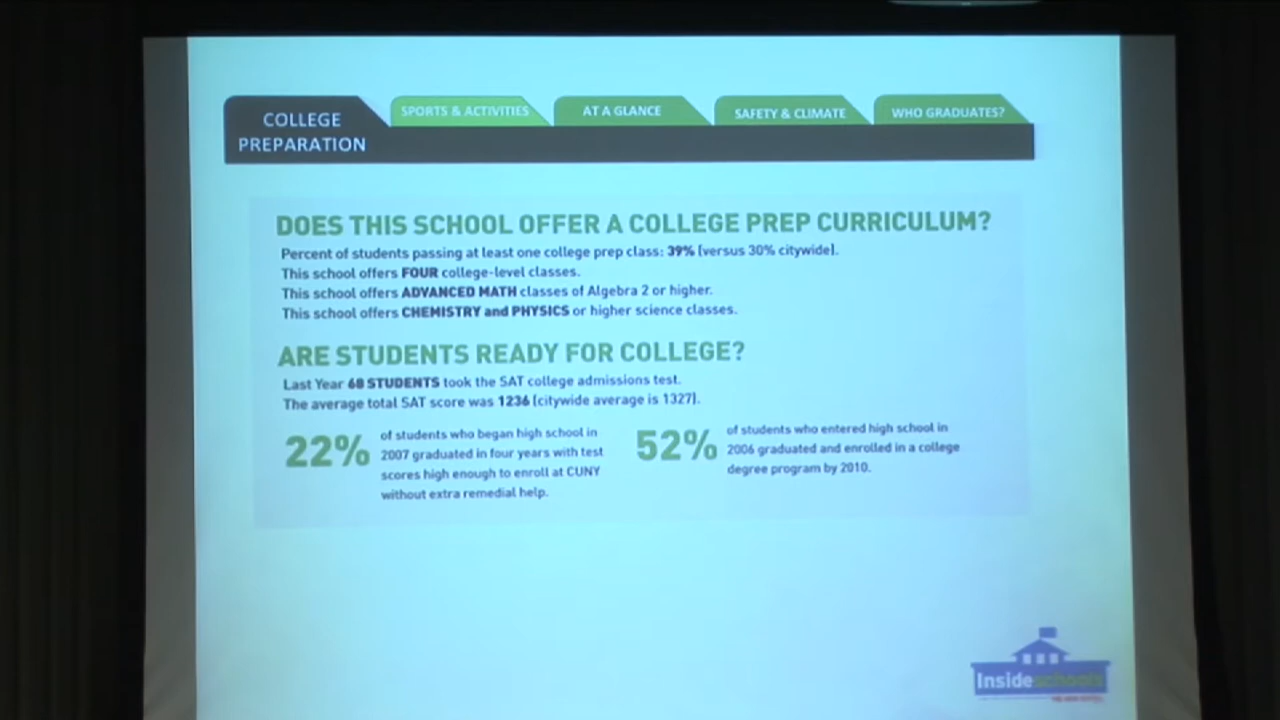 COLLEGE
PREPARATION
SPORTS & ACTIVITIES
AT A GLANCE
SAFETY & CLIMATE
WHO GRADUATES?
DOES THIS SCHOOL OFFER A COLLEGE PREP CURRICULUM?
Percent of students passing at least one college prep class: 39% (versus 30% citywide).
This school offers FOUR college-level classes.
This school offers ADVANCED MATH classes of Algebra 2 or higher.
This school offers CHEMISTRY and PHYSICS or higher science classes.
ARE STUDENTS READY FOR COLLEGE?
Last Year 68 STUDENTS took the SAT college admissions test.
The average total SAT score was 1236 (citywide average is 1327).
22%
of students who began high school in
2007 graduated in four years with test
scores high enough to enroll at CUNY
without extra remedial help.
52%
of students who entered high school in
2006 graduated and enrolled in a college
degree program by 2010.
Insideschools